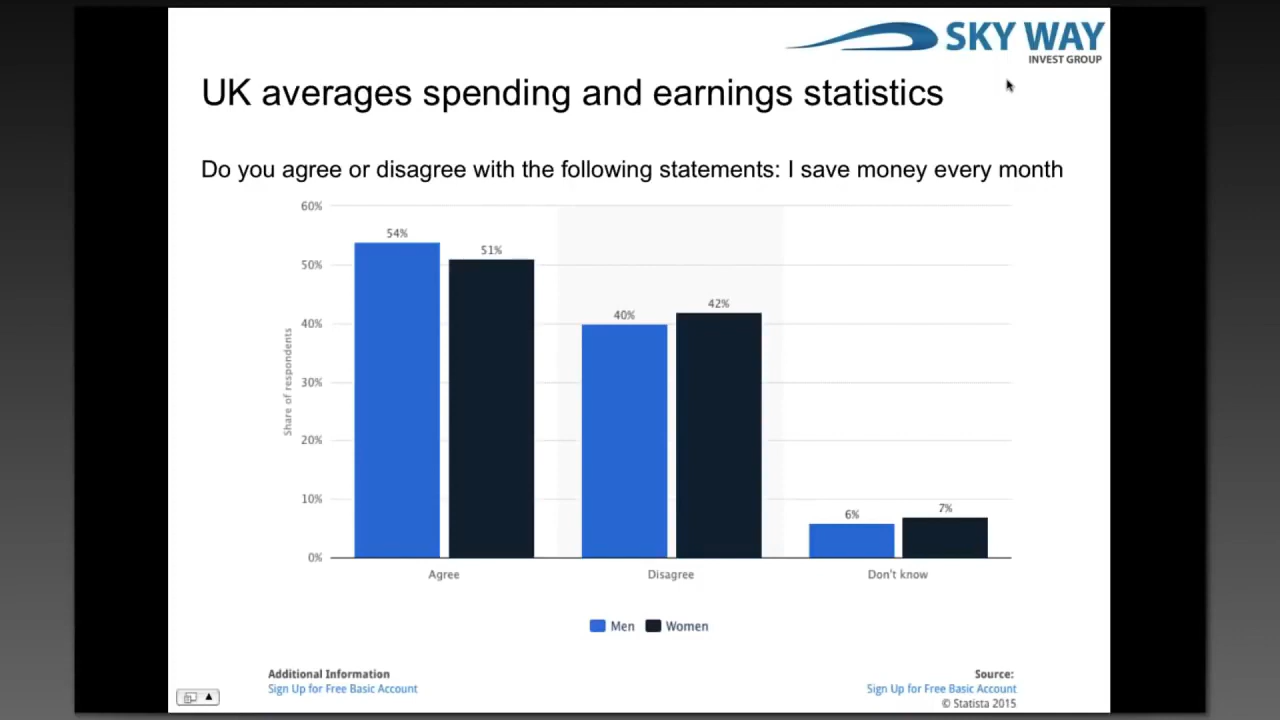 SKY WAY
INVEST GROUP
UK averages spending and earnings statistics
Do you agree or disagree with the following statements: I save money every month
60%
50%
40%
30%
20%
10%
0%
Share of respondents
54%
51%
40%
42%
6%
7%
Agree
Disagree
Don't know
Men
Women
Additional Information
Sign Up for Free Basic Account
Source:
Sign Up for Free Basic Account
© Statista 2015